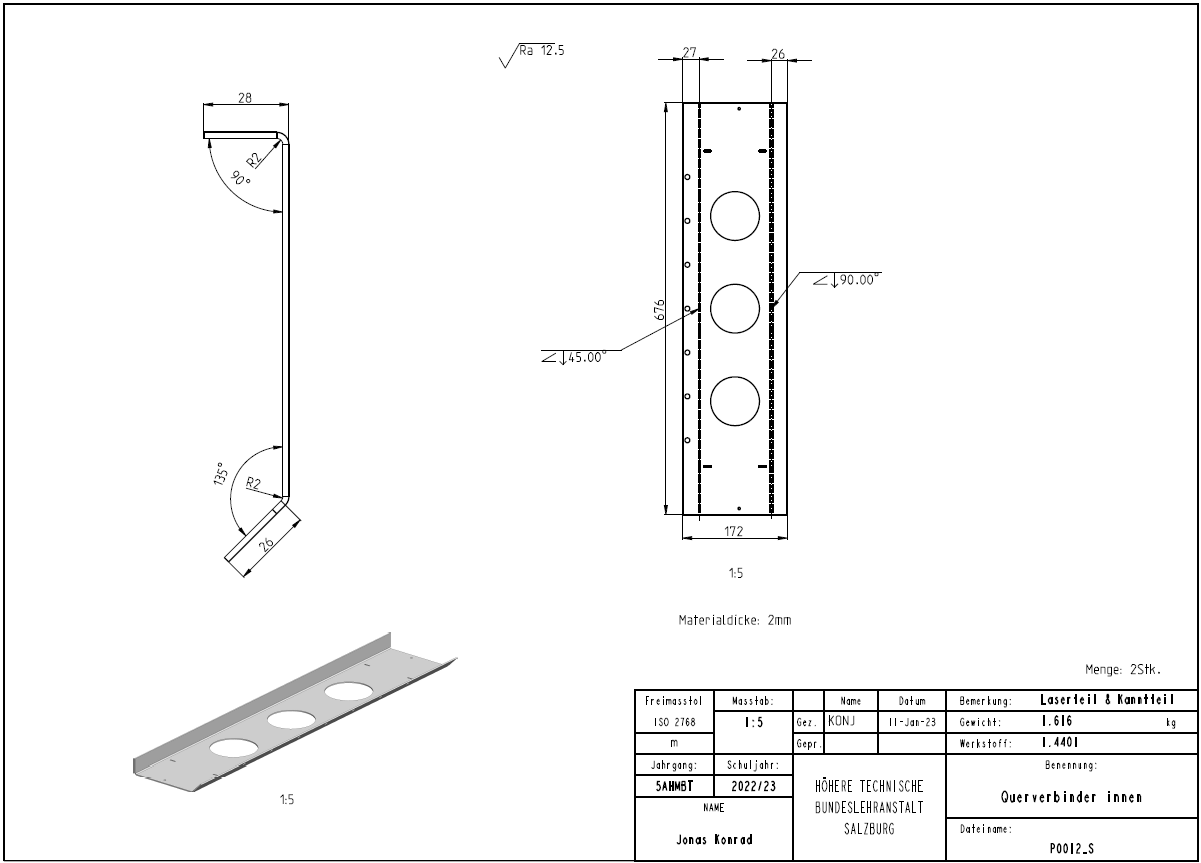 Ra 12.5
27
26
28
R2
90°
676
90.00°
45.00°
135°
R2
26
172
1:5
Materialdicke: 2mm
1:5
Menge: 2Stk.
Freimasstol
ISO 2768
m
Masstab:
1:5
Name
Datum
Gez.
KONJ
11-Jan-23
Gepr.
Bemerkung:
Laserteil & Kanntteil
Gewicht:
1.616
kg
Werkstoff:
1.4401
Jahrgang:
Schuljahr:
5AHMBT
2022/23
NAME
Jonas Konrad
HÖHERE TECHNISCHE
BUNDESLEHRANSTALT
SALZBURG
Benennung:
Querverbinder innen
Dateiname:
P0012_S